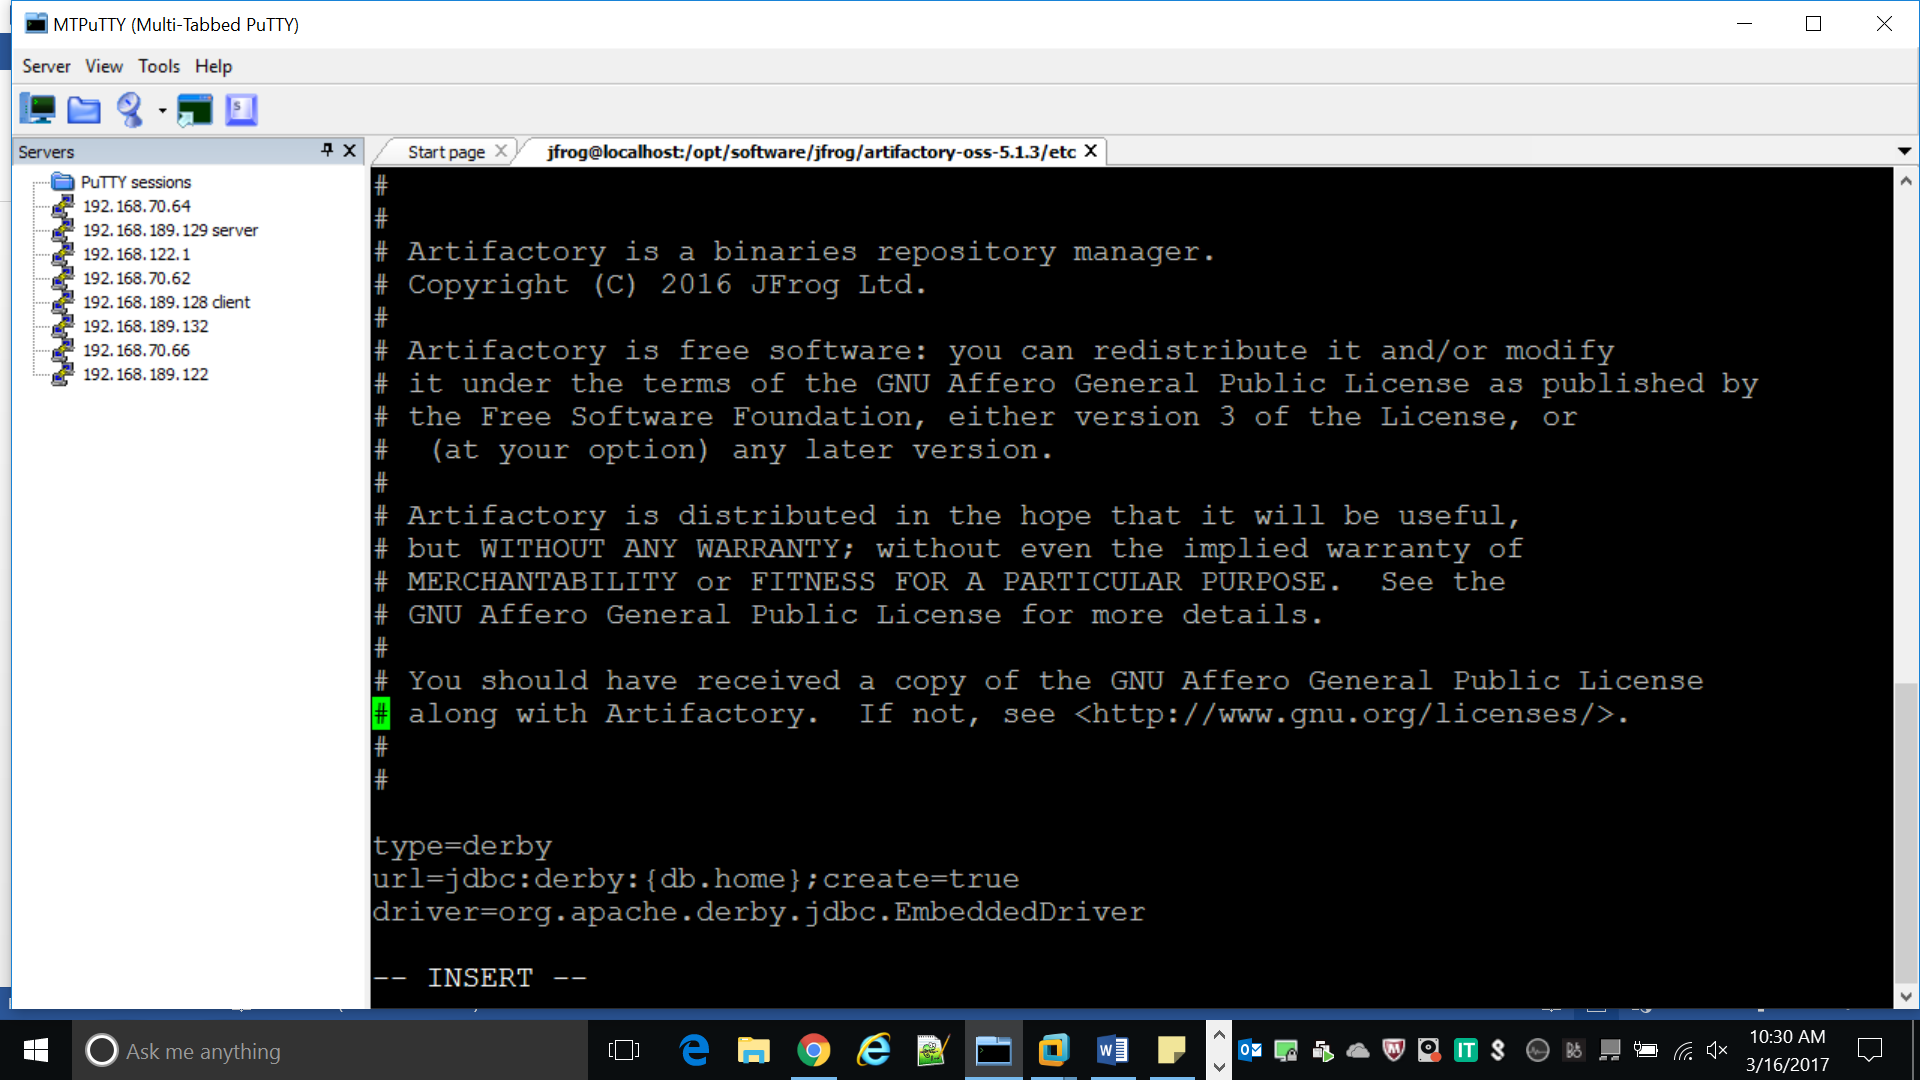 MTPuTTY (Multi-Tabbed PuTTY)
Server View Tools Help
Servers
PuTTY sessions
192.168.70.64
192.168.189.129 server
192.168.122.1
192.168.70.62
192.168.189.128 client
192.168.189.132
192.168.70.66
192.168.189.122
Start page
jfrog@localhost:/opt/software/jfrog/artifactory-oss-5.1.3/etc
#
#
# Artifactory is a binaries repository manager.
# Copyright (C) 2016 JFrog Ltd.
#
# Artifactory is free software: you can redistribute it and/or modify
# it under the terms of the GNU Affero General Public License as published by
# the Free Software Foundation, either version 3 of the License, or
#  (at your option) any later version.
#
# Artifactory is distributed in the hope that it will be useful,
# but WITHOUT ANY WARRANTY; without even the implied warranty of
# MERCHANTABILITY or FITNESS FOR A PARTICULAR PURPOSE.  See the
# GNU Affero General Public License for more details.
#
# You should have received a copy of the GNU Affero General Public License
# along with Artifactory.  If not, see <http://www.gnu.org/licenses/>.
#
#
type=derby
url=jdbc:derby:{db.home};create=true
driver=org.apache.derby.jdbc.EmbeddedDriver
-- INSERT --
Ask me anything
10:30 AM
3/16/2017